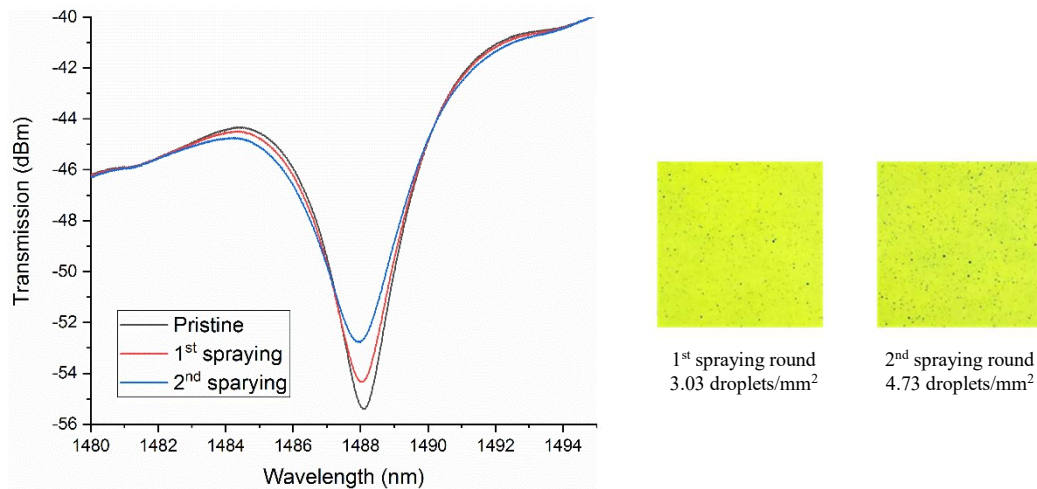 -40
-42
-44
-46
-48
-50
-52
-54
-56
Transmission (dBm)
Pristine
1st spraying
2nd sparying
1480 1482 1484 1486 1488 1490 1492 1494
Wavelength (nm)
1st spraying round
3.03 droplets/mm2
2nd spraying round
4.73 droplets/mm2